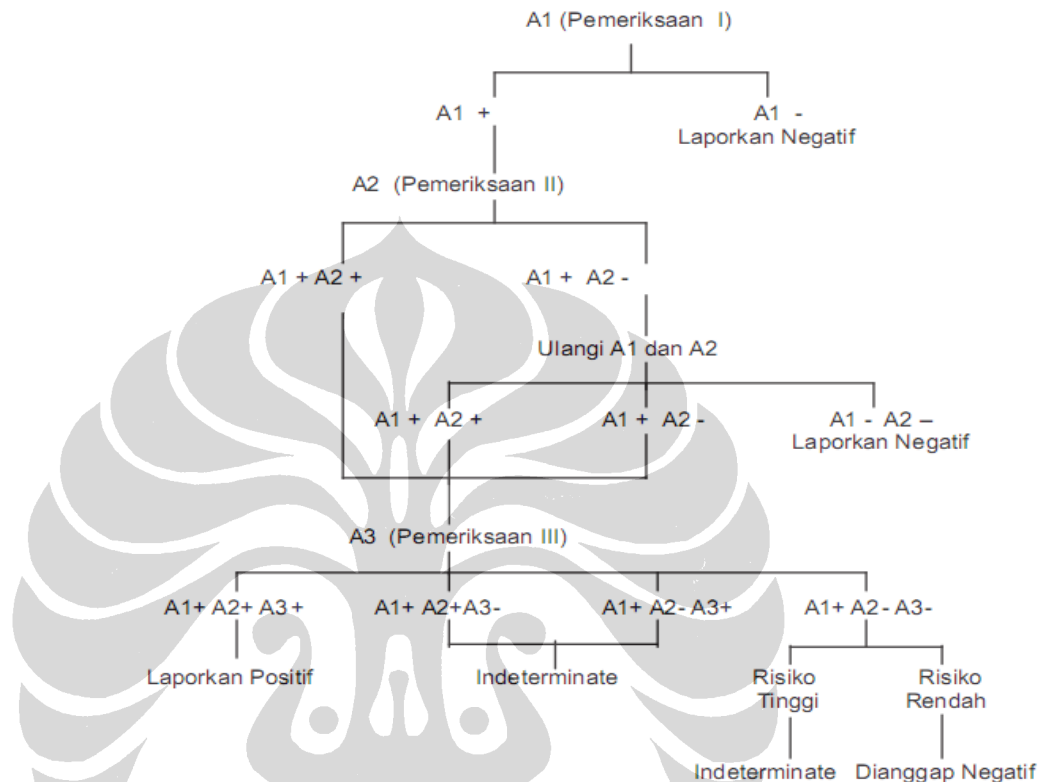 A1 (Pemeriksaan I)
A1 +
A1 -
Laporkan Negatif
A2 (Pemeriksaan II)
A1 + A2 +
A1 + A2 -
Ulangi A1 dan A2
A1 + A2 +
A1 + A2 -
A1 - A2 –
Laporkan Negatif
A3 (Pemeriksaan III)
A1+ A2+ A3+
A1+ A2+A3-
A1+ A2- A3+
A1+ A2- A3-
Laporkan Positif
Indeterminate
Risiko
Tinggi
Risiko
Rendah
Indeterminate
Dianggap Negatif